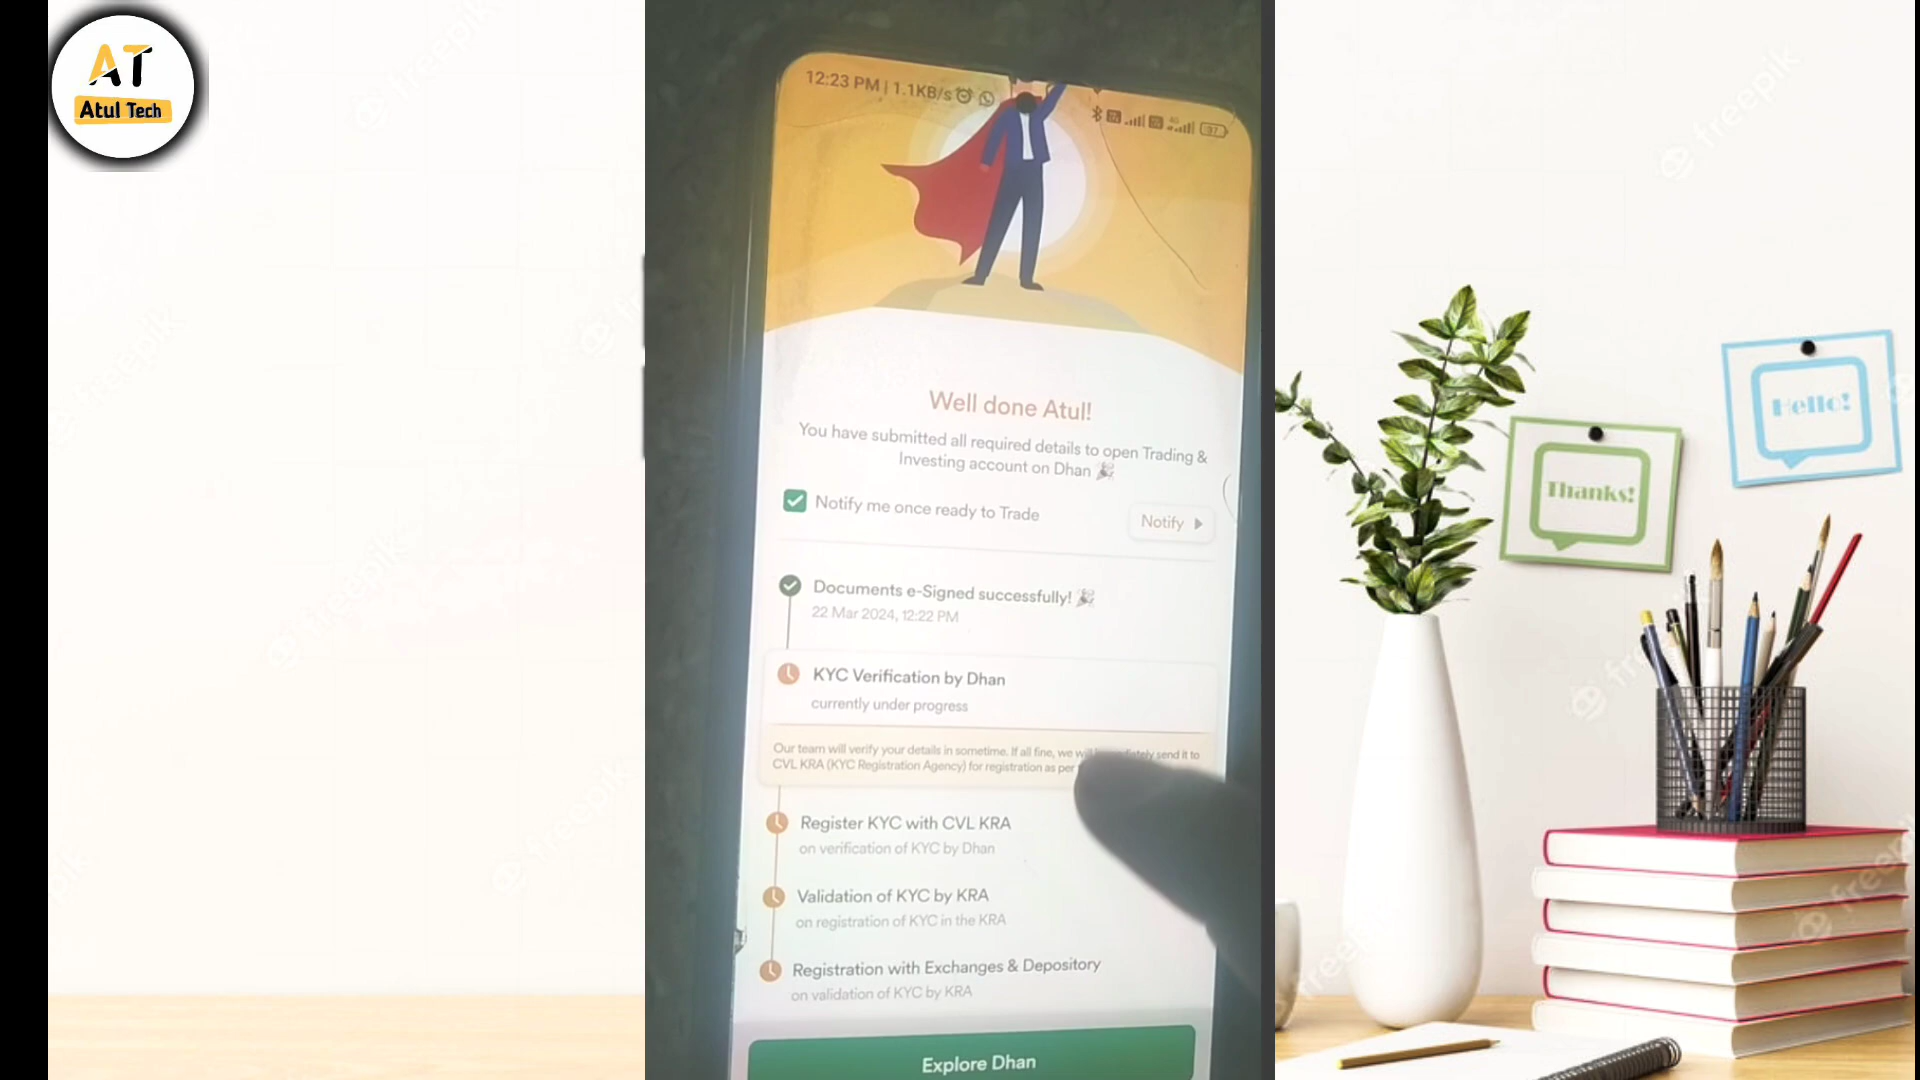 AT
Atul Tech
12:23 PM | 1.1KB/s
37
Well done Atul!
You have submitted all required details to open Trading &
Investing account on Dhan
Notify me once ready to Trade
Notify
Documents e-Signed successfully!
22 Mar 2024, 12:22 PM
KYC Verification by Dhan
currently under progress
Our team will verify your details in sometime. If all fine, we will immediately send it to
CVL KRA (KYC Registration Agency) for registration as per
Register KYC with CVL KRA
on verification of KYC by Dhan
Validation of KYC by KRA
on registration of KYC in the KRA
Registration with Exchanges & Depository
on validation of KYC by KRA
Explore Dhan
Thanks!
Hello!
freepik
freepik
freepik
freepik